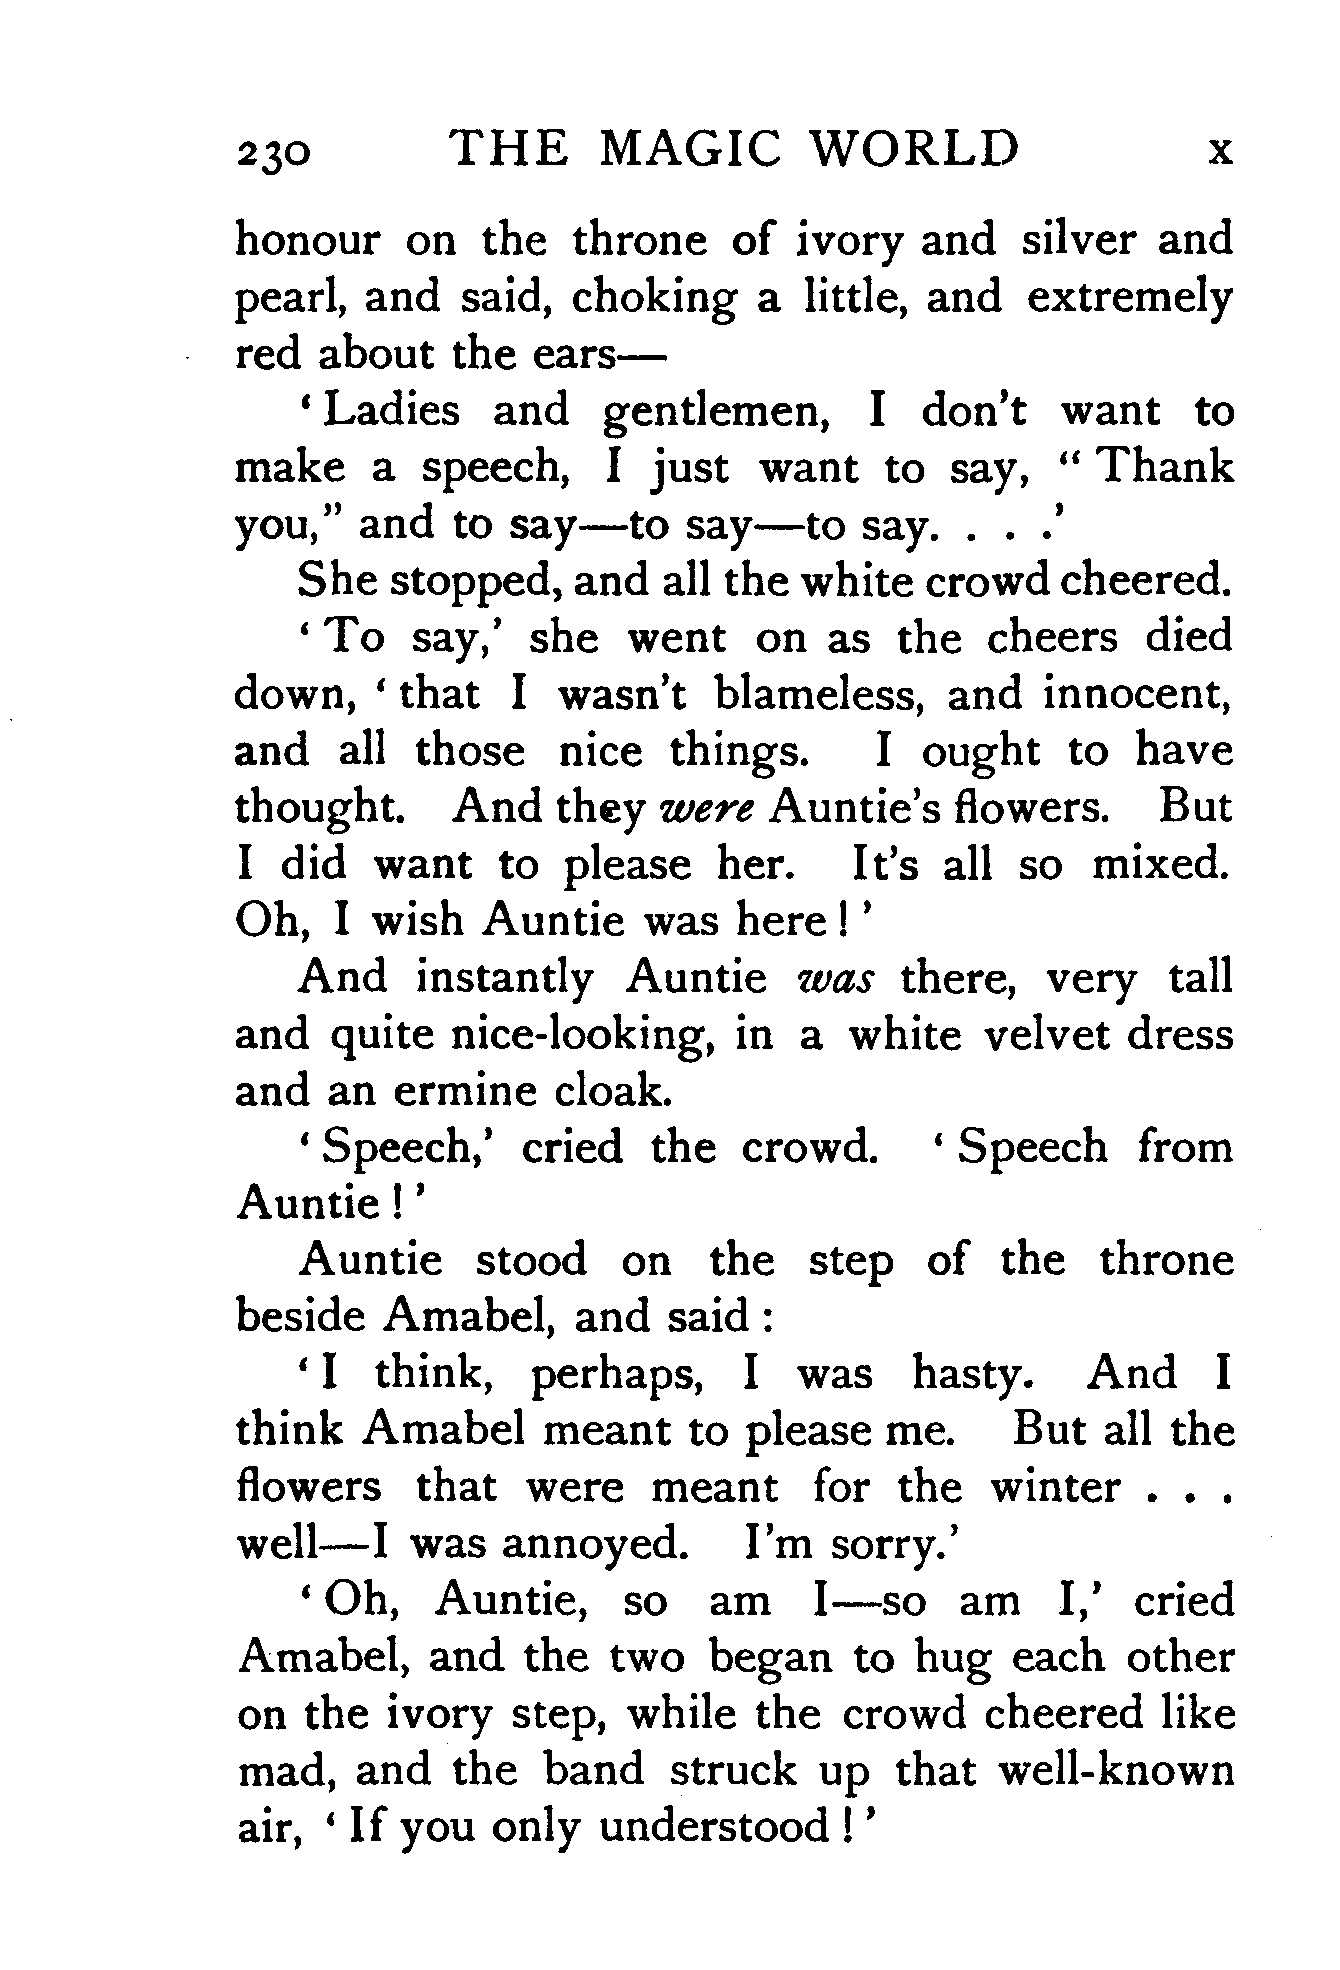 230 THE MAGIC WORLD x
honour on the throne of ivory and silver and
pearl, and said, choking a little, and extremely
red about the ears—
‘Ladies and gentlemen, I don’t want to
make a speech, I just want to say, “Thank
you,” and to say—to say—to say. . . .’
She stopped, and all the white crowd cheered.
‘To say,’ she went on as the cheers died
down, ‘that I wasn’t blameless, and innocent,
and all those nice things. I ought to have
thought. And they were Auntie’s flowers. But
I did want to please her. It’s all so mixed.
Oh, I wish Auntie was here!’
And instantly Auntie was there, very tall
and quite nice-looking, in a white velvet dress
and an ermine cloak.
‘Speech,’ cried the crowd. ‘Speech from
Auntie!’
Auntie stood on the step of the throne
beside Amabel, and said:
‘I think, perhaps, I was hasty. And I
think Amabel meant to please me. But all the
flowers that were meant for the winter . . .
well—I was annoyed. I’m sorry.’
‘Oh, Auntie, so am I—so am I,’ cried
Amabel, and the two began to hug each other
on the ivory step, while the crowd cheered like
mad, and the band struck up that well-known
air, ‘If you only understood!’